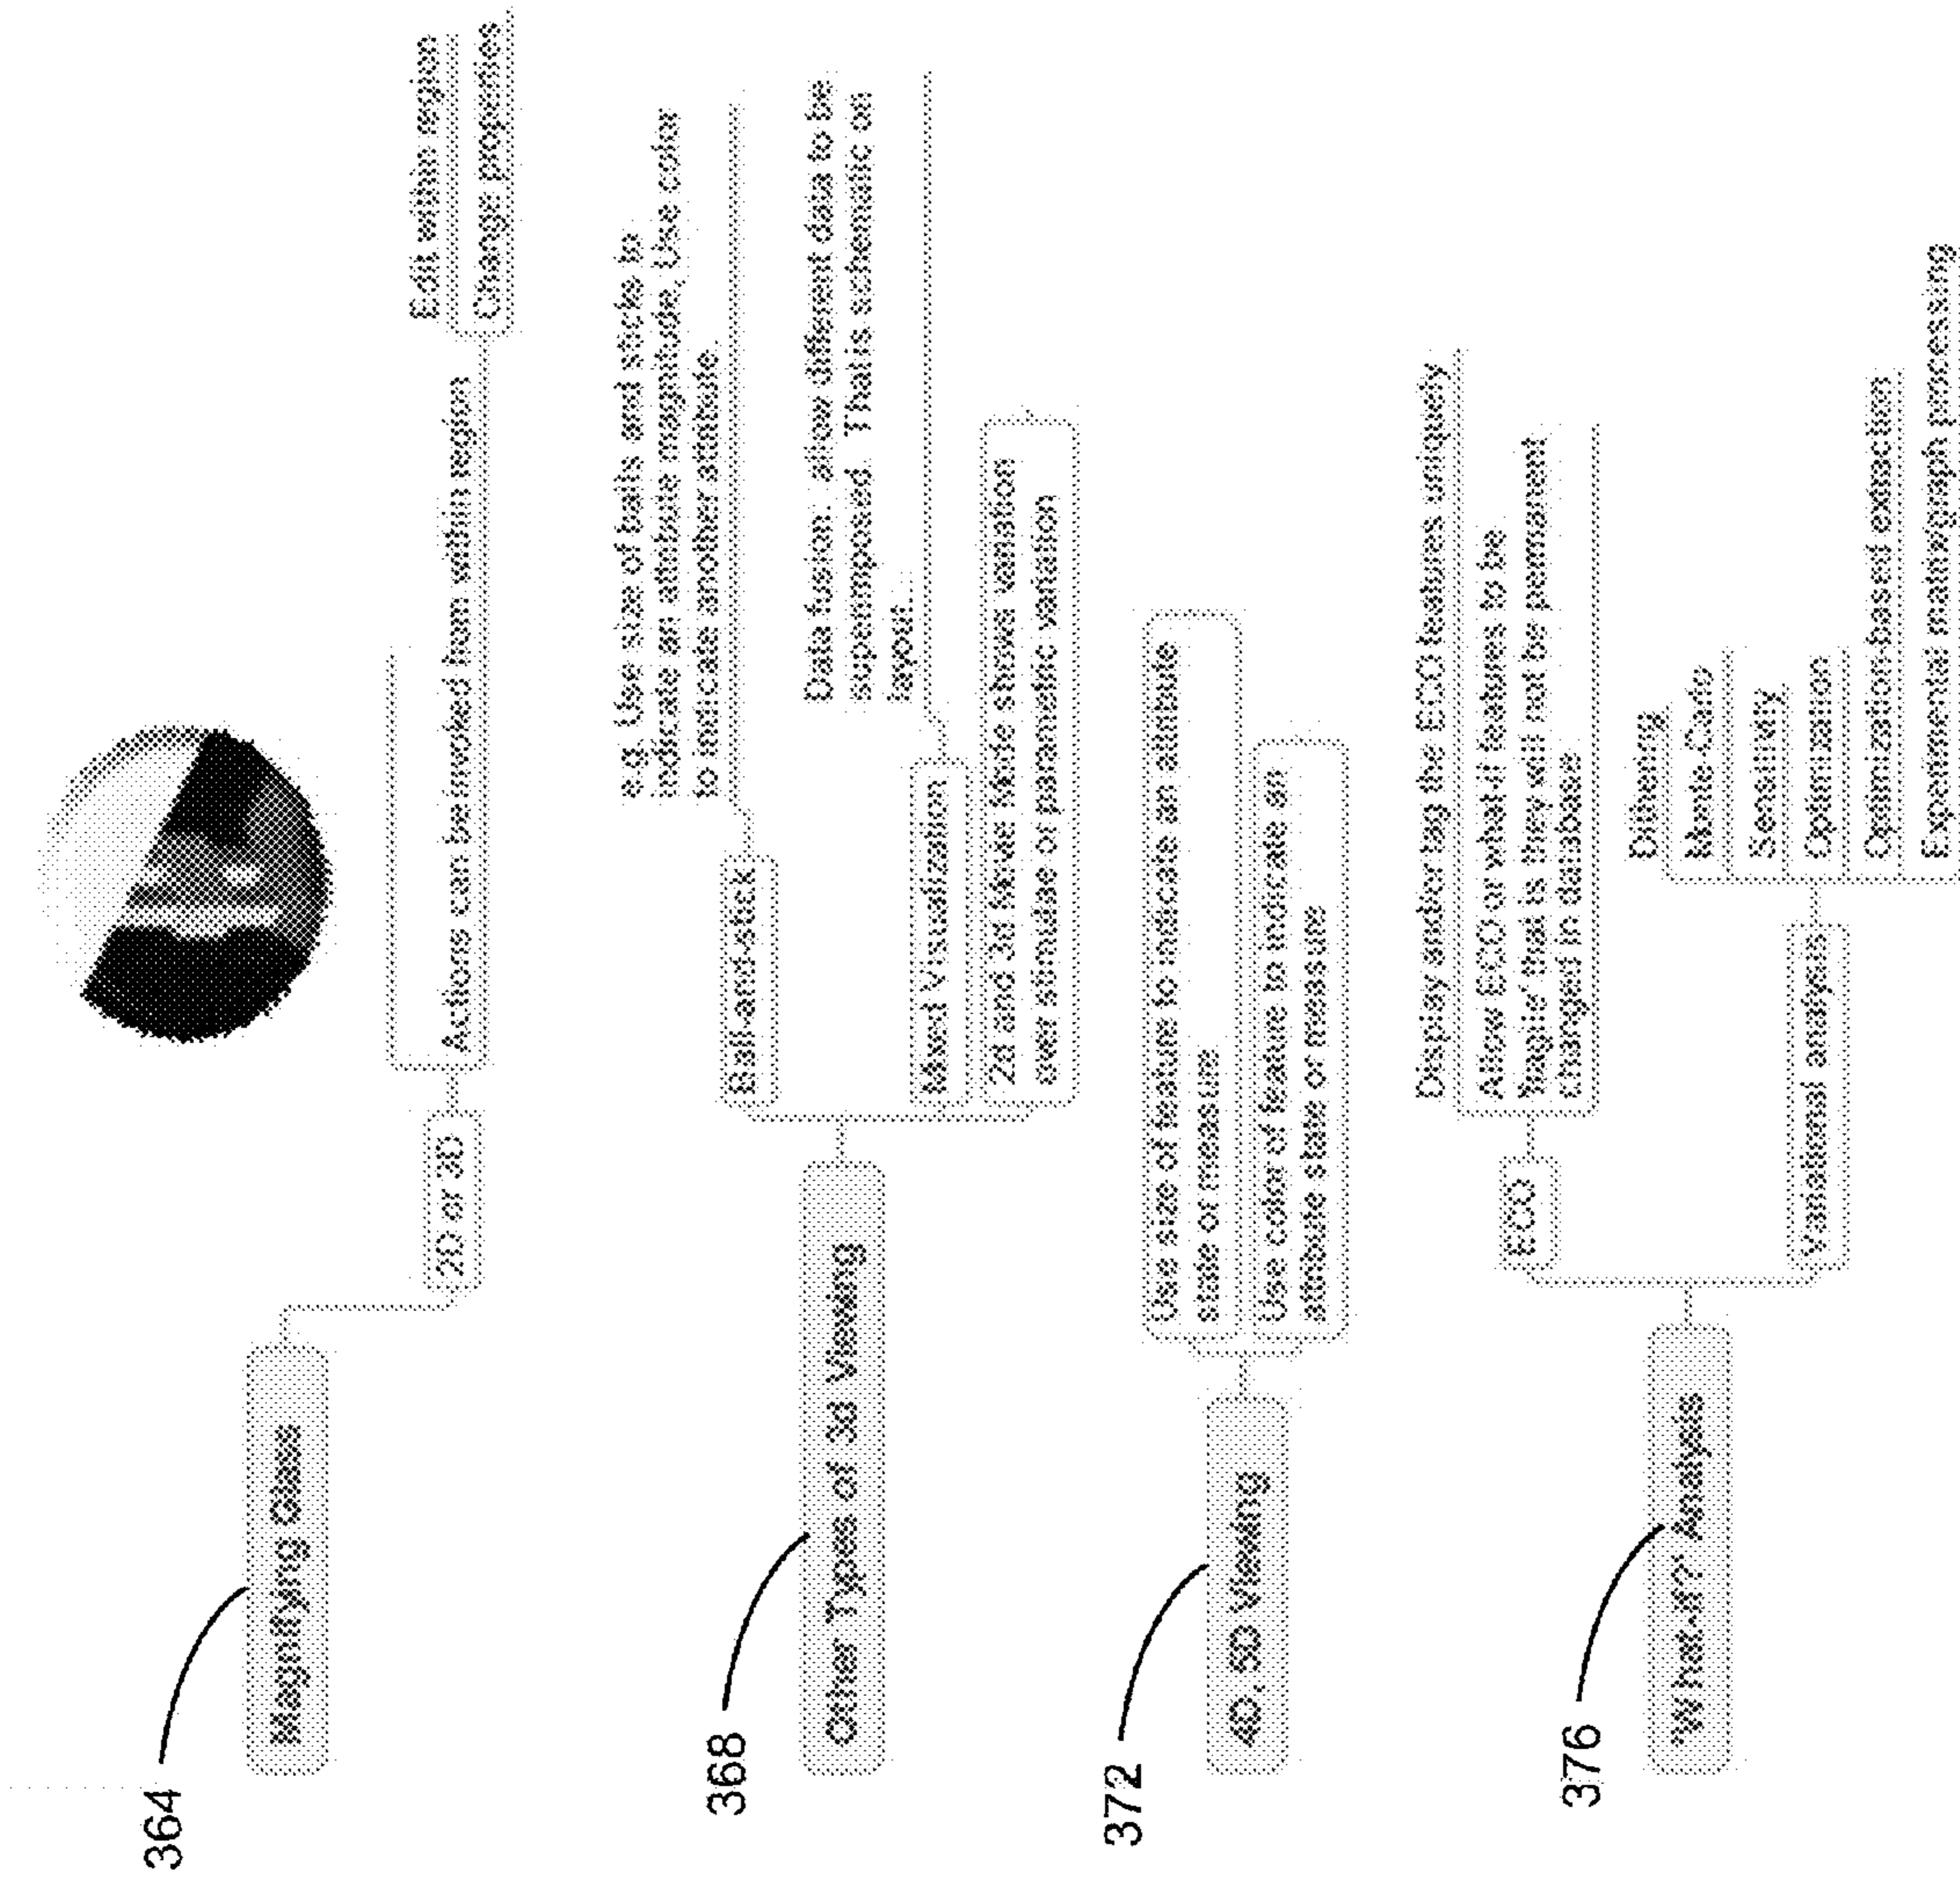 364
Magnifying Glass
2D or 3D
Actions can be invoked from within region
Edit within region
Change properties
368
Other Types of 3d Viewing
Ball-and-stick
e.g. Use size of balls and sticks to
indicate an attribute magnitude, Use color
to indicate another attribute.
Mixed Visualization
Data fusion: allow different data to be
superimposed. That is schematic on
layout...
2d and 3d Movie Mode shows variation
over stimulae or parametric variation
372
4D, 5D Viewing
Use size of feature to indicate an attribute
state or measure
Use color of feature to indicate an
attribute state or measure
376
"What-if?" Analysis
ECO
Display and/or tag the ECO features uniquely
Allow ECO or what-if features to be
'fragile' that is they will not be permanent
changed in database
Variational analysis
Dithering
Monte-Carlo
Sensitivity
Optimization
Optimization-based extraction
Experimental matrix/graph processing